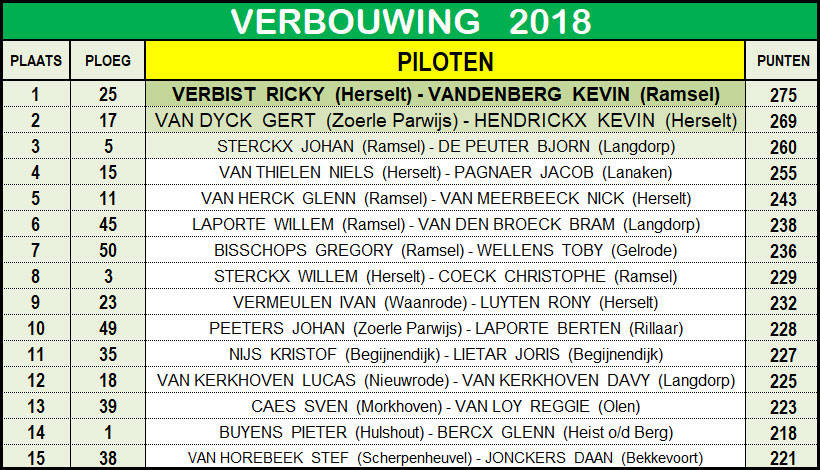 VERBOUWING 2018
PLAATS PLOEG PILOTEN PUNTEN
1 25 VERBIST RICKY (Herselt) - VANDENBERG KEVIN (Ramsel) 275
2 17 VAN DYCK GERT (Zoerle Parwijs) - HENDRICKX KEVIN (Herselt) 269
3 5 STERCKX JOHAN (Ramsel) - DE PEUTER BJORN (Langdorp) 260
4 15 VAN THIELEN NIELS (Herselt) - PAGNAER JACOB (Lanaken) 255
5 11 VAN HERCK GLENN (Ramsel) - VAN MEERBEECK NICK (Herselt) 243
6 45 LAPORTE WILLEM (Ramsel) - VAN DEN BROECK BRAM (Langdorp) 238
7 50 BISSCHOPS GREGORY (Ramsel) - WELLENS TOBY (Gelrode) 236
8 3 STERCKX WILLEM (Herselt) - COECK CHRISTOPHE (Ramsel) 229
9 23 VERMEULEN IVAN (Waanrode) - LUYTEN RONY (Herselt) 232
10 49 PEETERS JOHAN (Zoerle Parwijs) - LAPORTE BERTEN (Rillaar) 228
11 35 NIJS KRISTOF (Begijnendijk) - LIETAR JORIS (Begijnendijk) 227
12 18 VAN KERKHOVEN LUCAS (Nieuwrode) - VAN KERKHOVEN DAVY (Langdorp) 225
13 39 CAES SVEN (Morkhoven) - VAN LOY REGGIE (Olen) 223
14 1 BUYENS PIETER (Hulshout) - BERCX GLENN (Heist o/d Berg) 218
15 38 VAN HOREBEEK STEF (Scherpenheuvel) - JONCKERS DAAN (Bekkevoort) 221